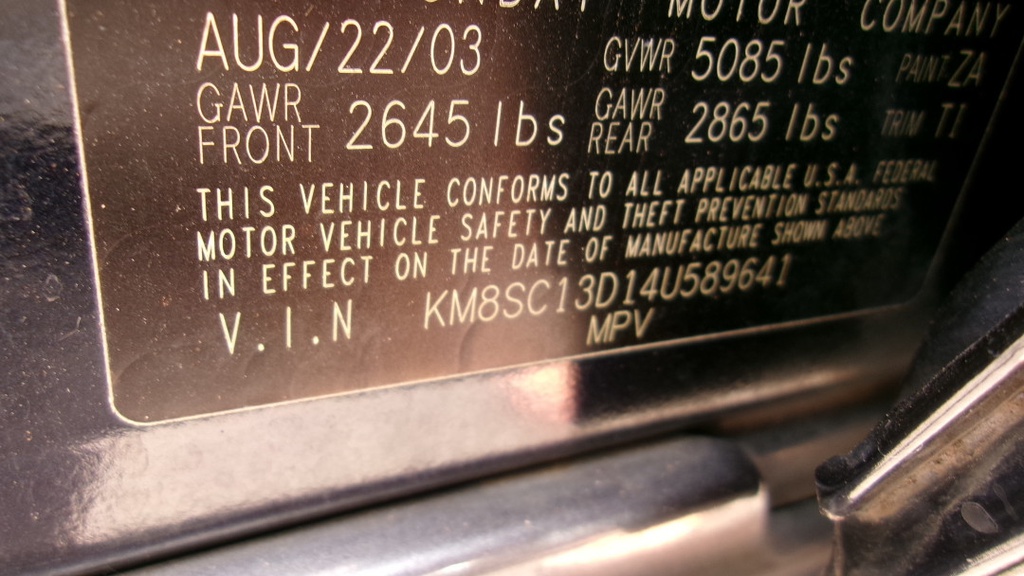 MOTOR COMPANY
AUG/22/03 GVWR 5085 lbs PAINT ZA
GAWR FRONT 2645 lbs GAWR REAR 2865 lbs TRIM TI
THIS VEHICLE CONFORMS TO ALL APPLICABLE U.S.A. FEDERAL
MOTOR VEHICLE SAFETY AND THEFT PREVENTION STANDARDS
IN EFFECT ON THE DATE OF MANUFACTURE SHOWN ABOVE
V.I.N KM8SC13D14U589641
MPV